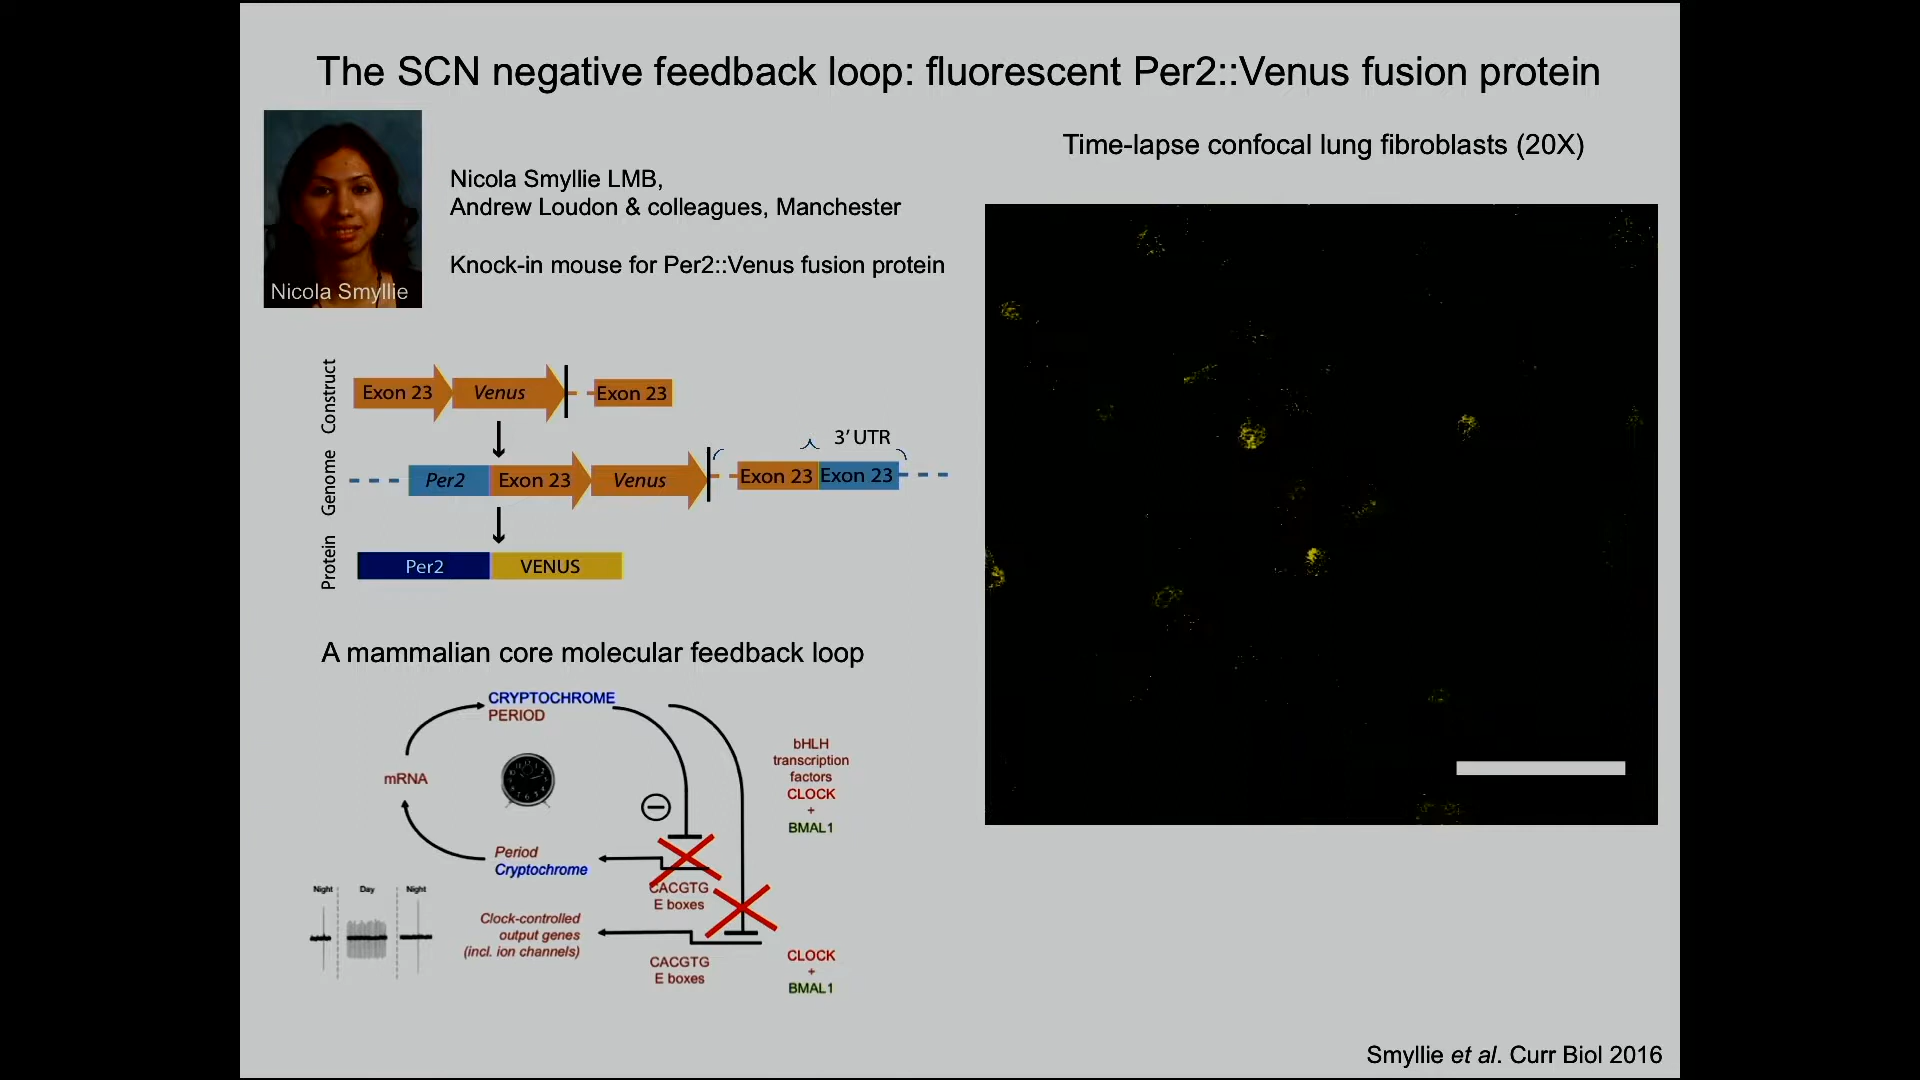 The SCN negative feedback loop: fluorescent Per2::Venus fusion protein
Nicola Smyllie
Nicola Smyllie LMB,
Andrew Loudon & colleagues, Manchester
Knock-in mouse for Per2::Venus fusion protein
Time-lapse confocal lung fibroblasts (20X)
Construct
Exon 23
Venus
Exon 23
3’ UTR
Genome
Per2
Exon 23
Venus
Exon 23
Exon 23
Protein
Per2
VENUS
A mammalian core molecular feedback loop
CRYPTOCHROME
PERIOD
mRNA
bHLH
transcription
factors
CLOCK
+
BMAL1
Period
Cryptochrome
CACGTG
E boxes
Night
Day
Night
Clock-controlled
output genes
(incl. ion channels)
CACGTG
E boxes
CLOCK
+
BMAL1
Smyllie et al. Curr Biol 2016